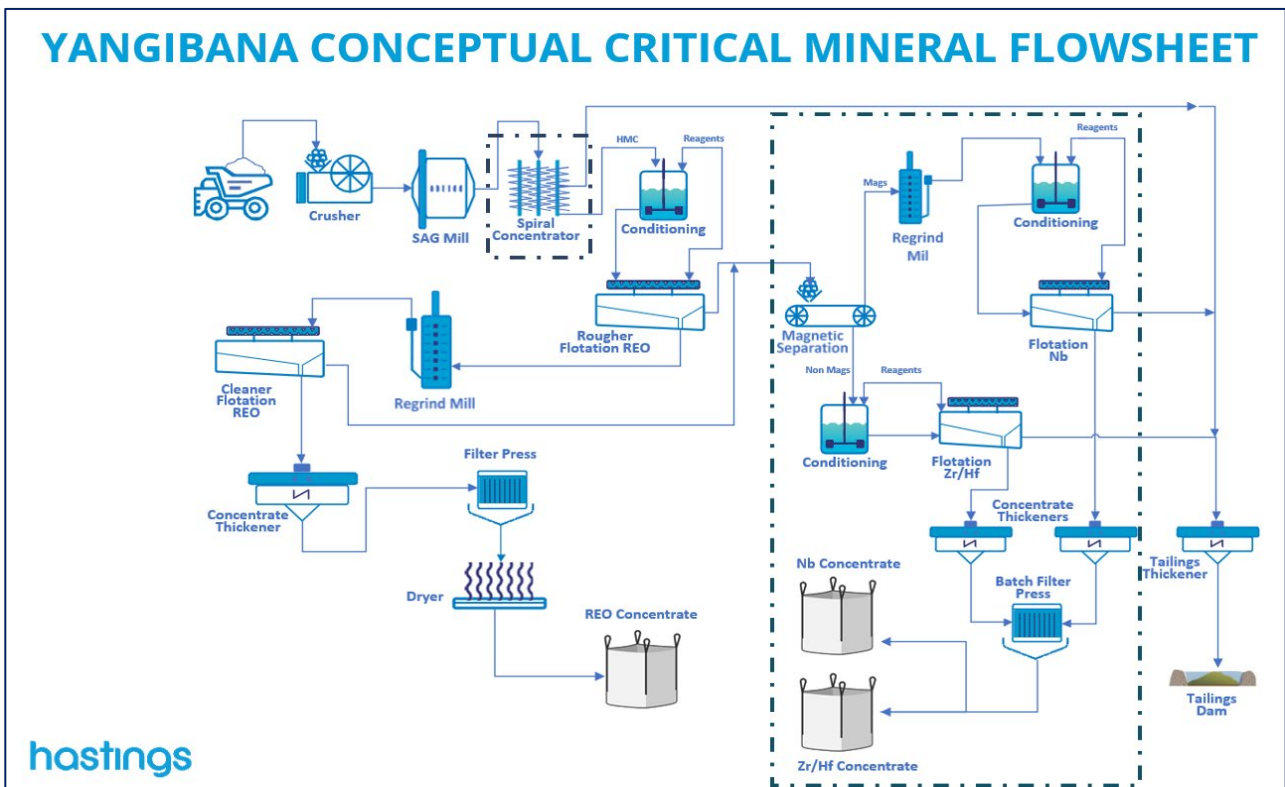 YANGIBANA CONCEPTUAL CRITICAL MINERAL FLOWSHEET
HMC
Reagents
Crusher
SAG Mill
Spiral
Concentrator
Conditioning
Mags
Regrind
Mil
Reagents
Conditioning
Rougher
Flotation REO
Magnetic
Separation
Flotation
Nb
Cleaner
Flotation
REO
Regrind Mill
Non Mags
Reagents
Conditioning
Flotation
Zr/Hf
Filter Press
Concentrate
Thickener
Dryer
REO Concentrate
Concentrate
Thickeners
Nb Concentrate
Batch Filter
Press
Tailings
Thickener
Zr/Hf Concentrate
Tailings
Dam
hastings